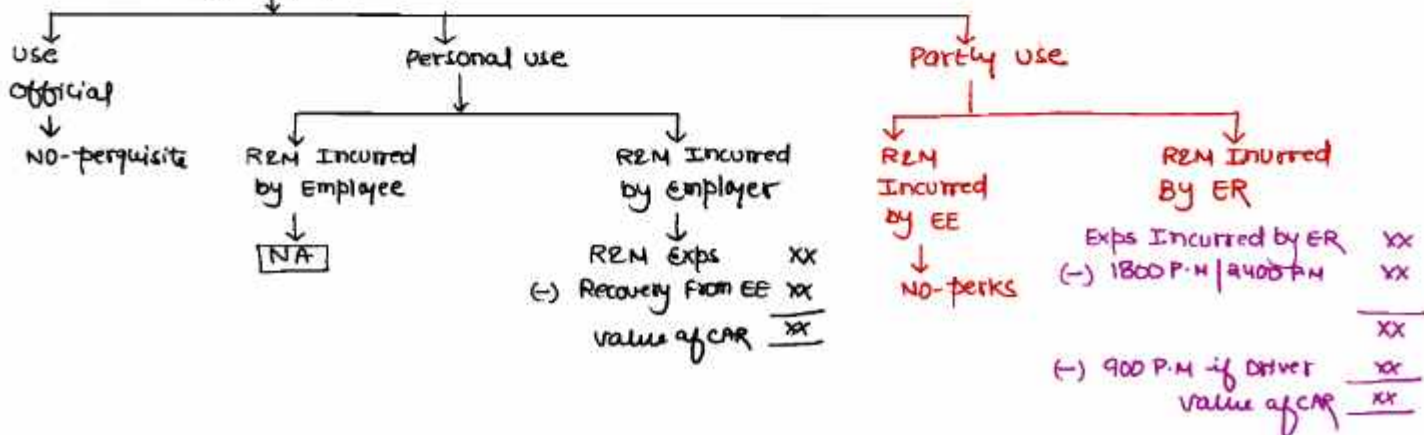 Use
official
NO-perquisite
Personal use
R&M Incurred
by Employee
NA
R&M Incurred
by Employer
R&M Exps XX
(-) Recovery From EE XX
value of CAR XX
Partly use
R&M
Incurred
by EE
NO-perks
R&M Inurred
By ER
Exps Incurred by ER XX
(-) 1800 P.M | 2400 PM XX
XX
(-) 900 P.M if Driver XX
Value of CAR XX